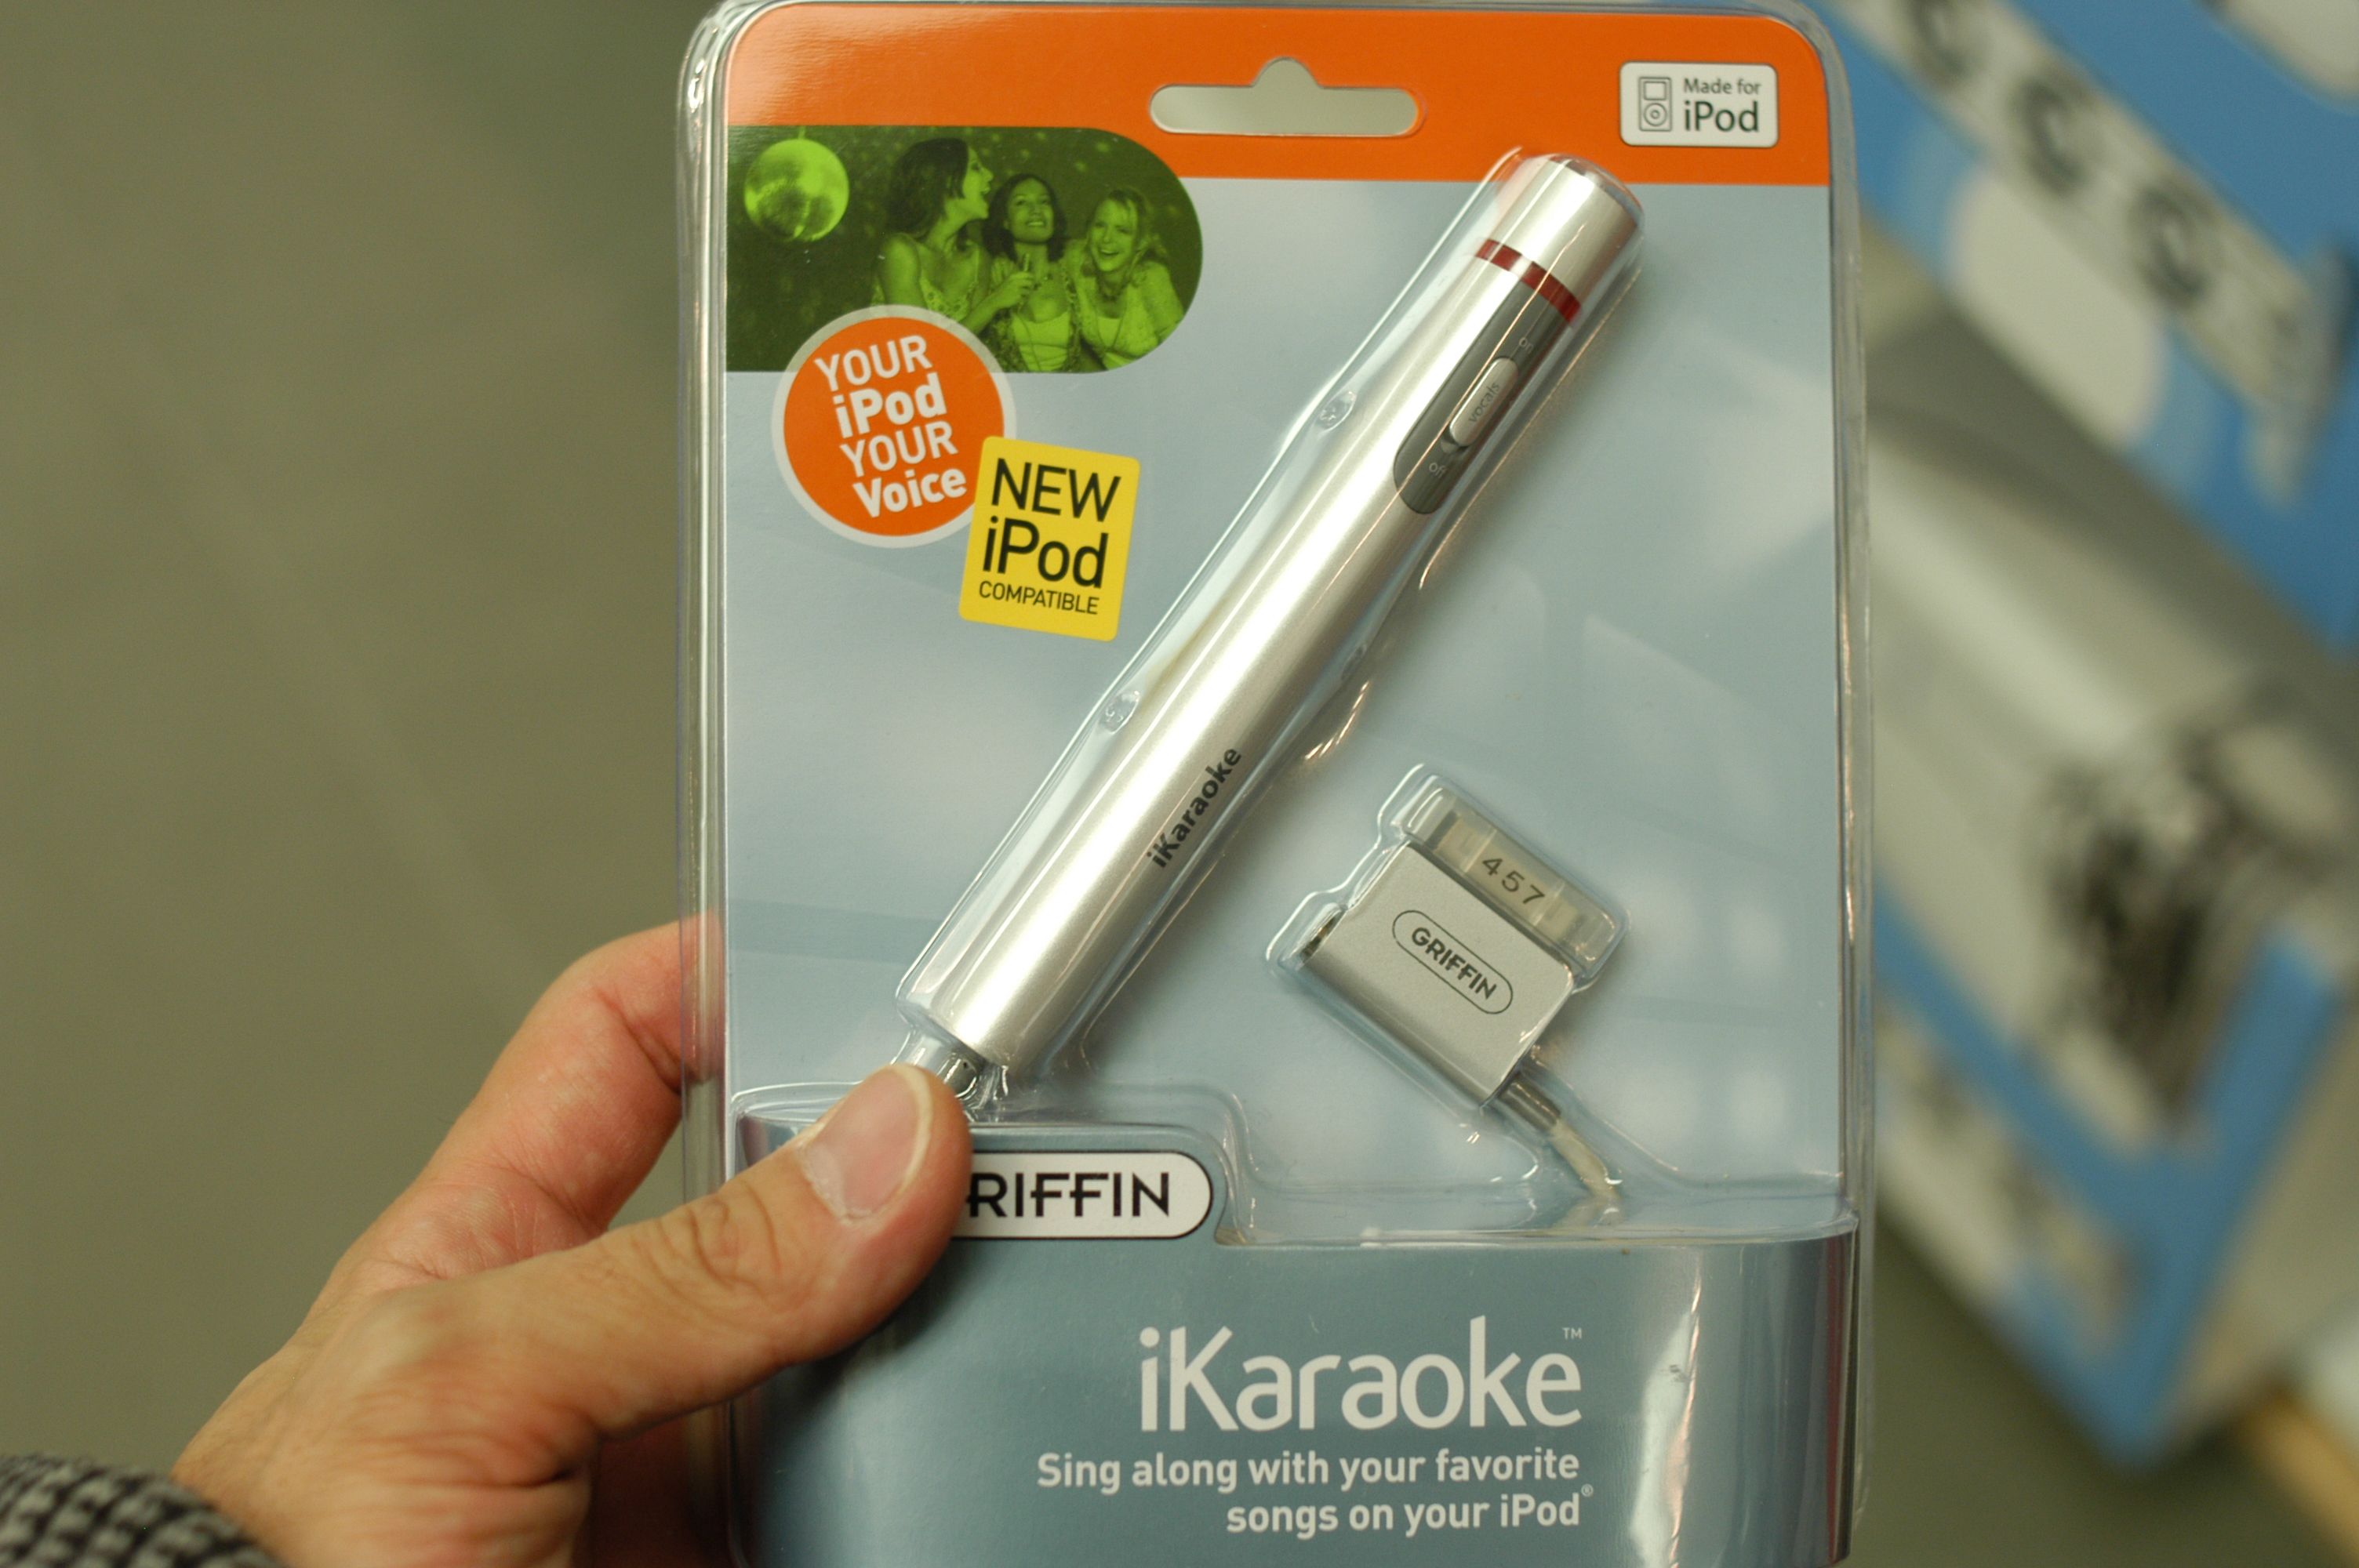 Made for
iPod
YOUR
iPod
YOUR
Voice
NEW
iPod
COMPATIBLE
on
vocals
off
iKaraoke
457
GRIFFIN
RIFFIN
iKaraoke™
Sing along with your favorite
songs on your iPod®